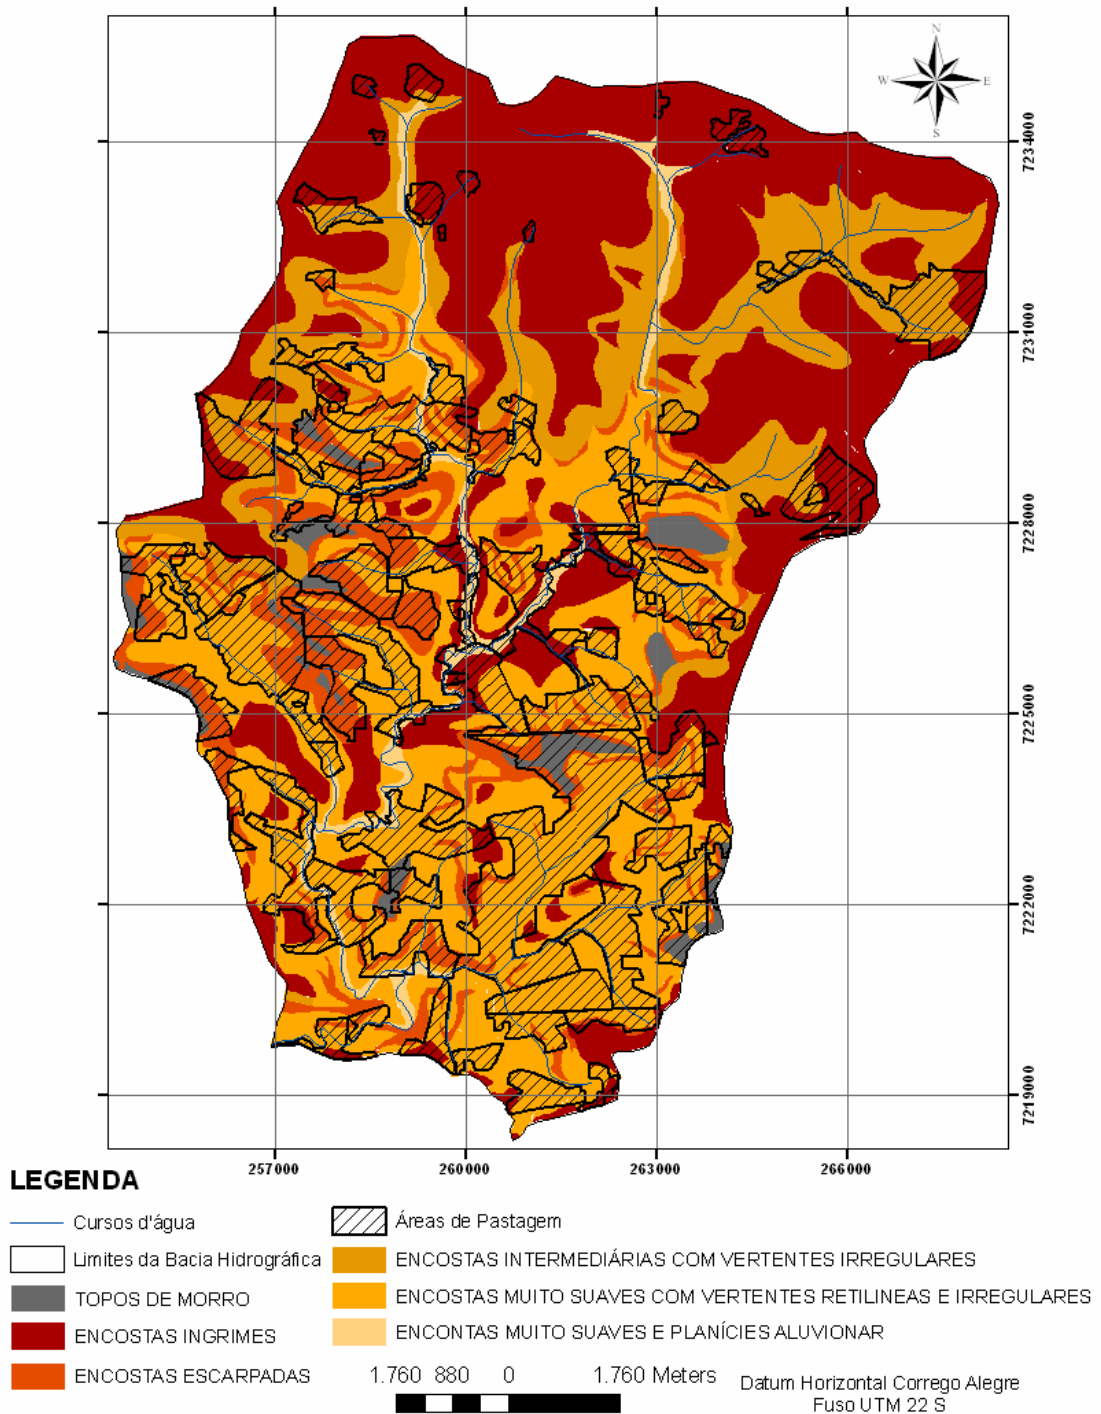 N
W E
S
7234000
7231000
7228000
7225000
7222000
7219000
257000 260000 263000 266000
LEGENDA
Cursos d'água
Áreas de Pastagem
Limites da Bacia Hidrográfica
ENCOSTAS INTERMEDIÁRIAS COM VERTENTES IRREGULARES
TOPOS DE MORRO
ENCOSTAS MUITO SUAVES COM VERTENTES RETILINEAS E IRREGULARES
ENCOSTAS INGRIMES
ENCONTAS MUITO SUAVES E PLANÍCIES ALUVIONAR
ENCOSTAS ESCARPADAS
1.760 880 0 1.760 Meters
Datum Horizontal Corrego Alegre
Fuso UTM 22 S